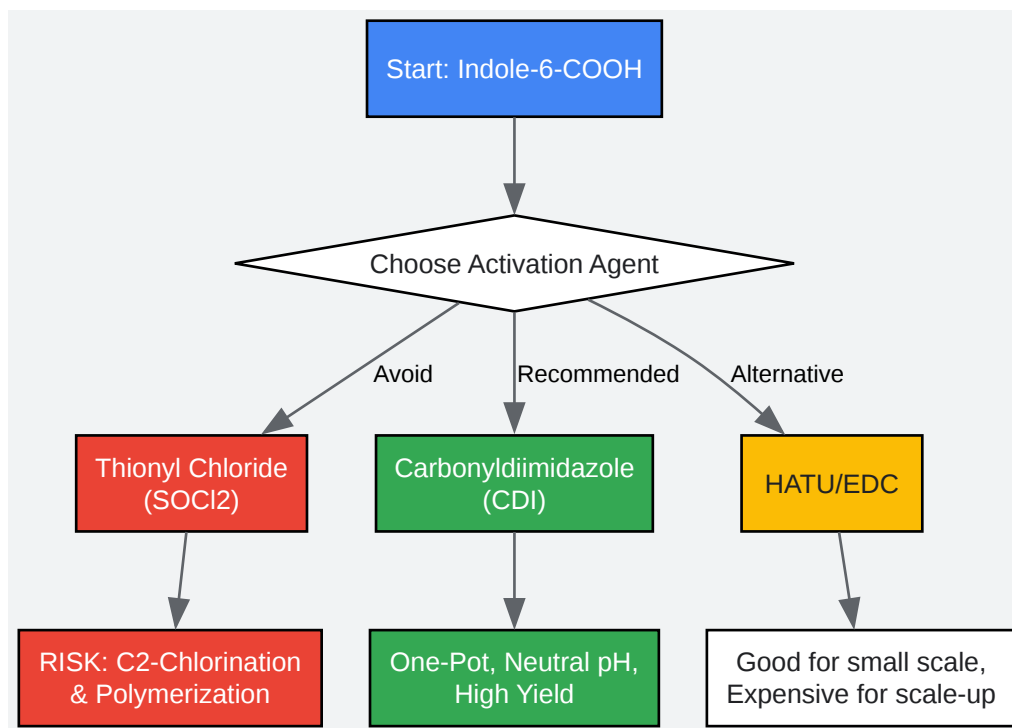 Start: Indole-6-COOH
Choose Activation Agent
Avoid
Recommended
Alternative
Thionyl Chloride
(SOCl2)
Carbonyldiimidazole
(CDI)
HATU/EDC
RISK: C2-Chlorination
& Polymerization
One-Pot, Neutral pH,
High Yield
Good for small scale,
Expensive for scale-up